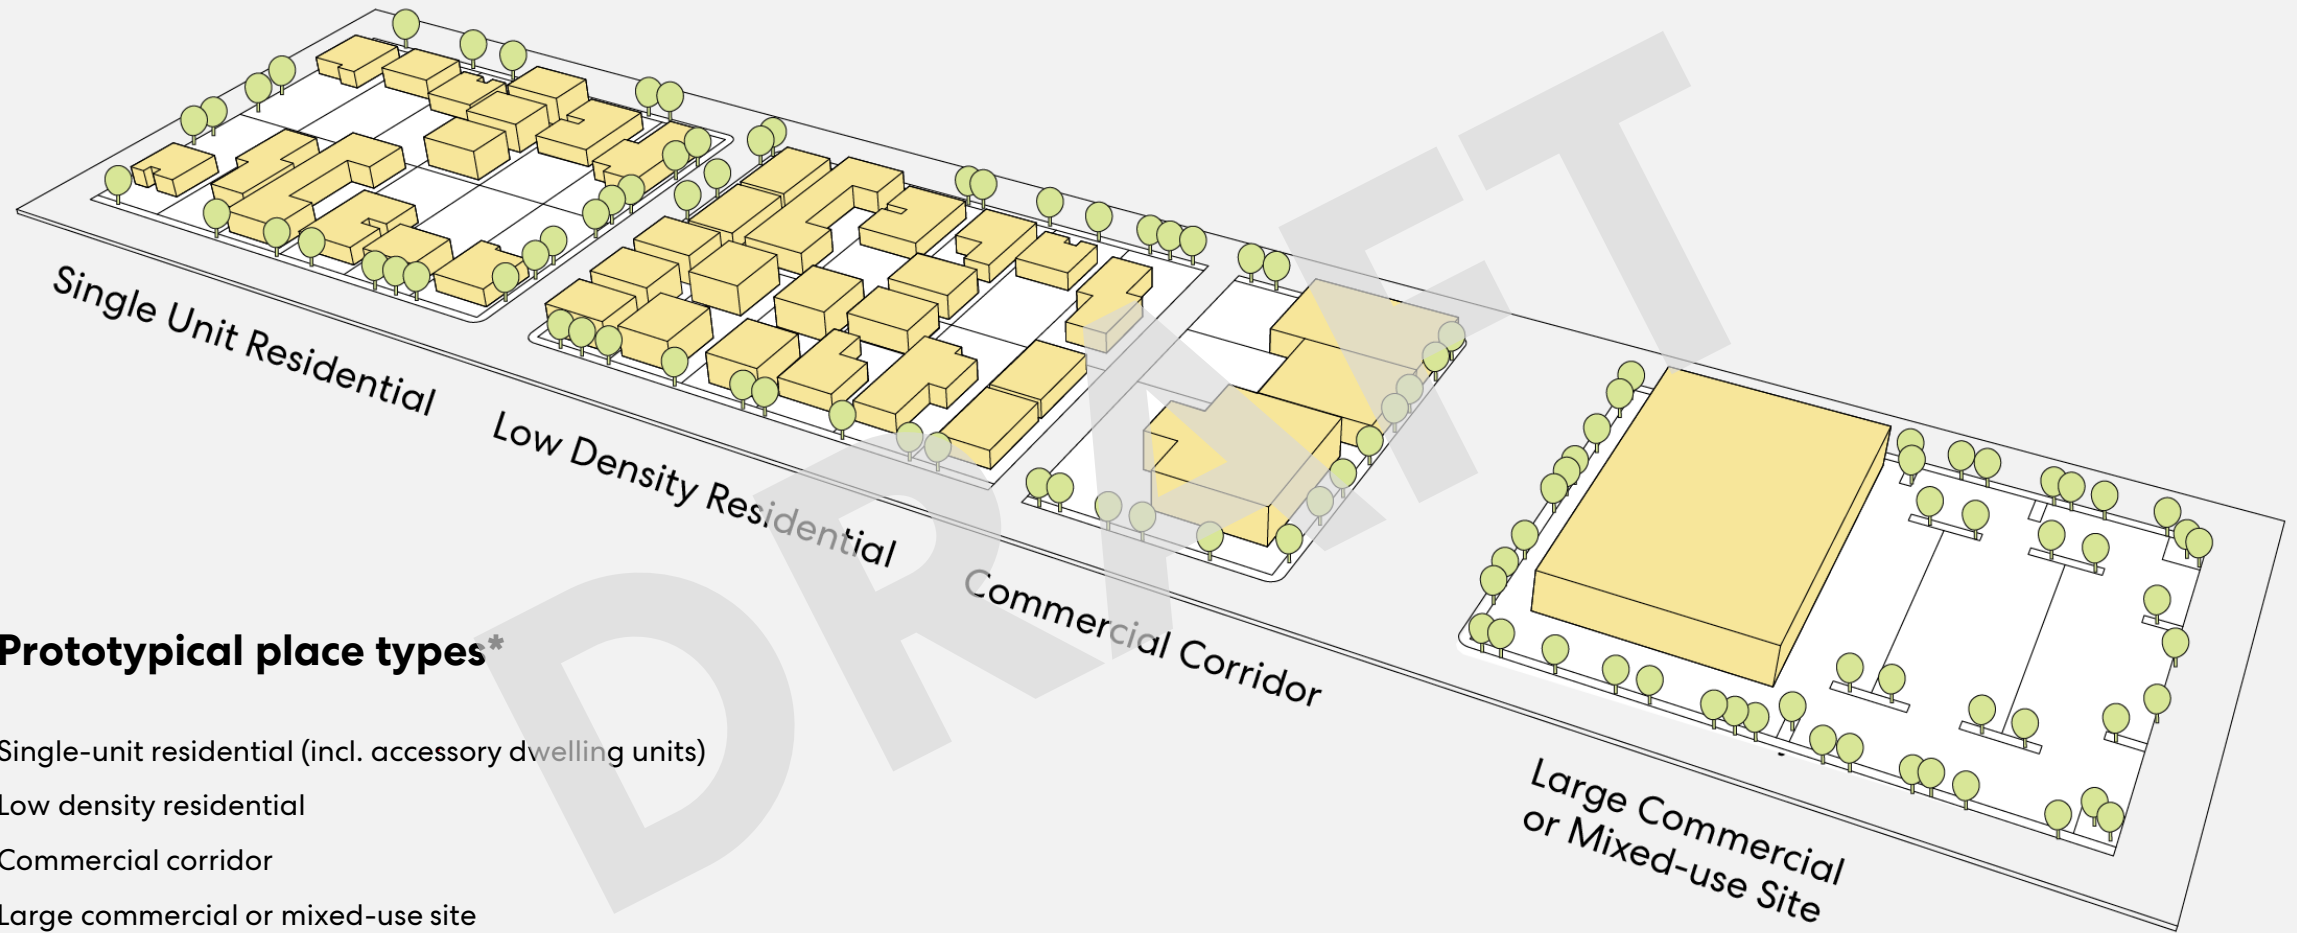 Single Unit Residential
Low Density Residential
Commercial Corridor
Large Commercial
or Mixed-use Site
DRAFT
Prototypical place types*
Single-unit residential (incl. accessory dwelling units)
Low density residential
Commercial corridor
Large commercial or mixed-use site